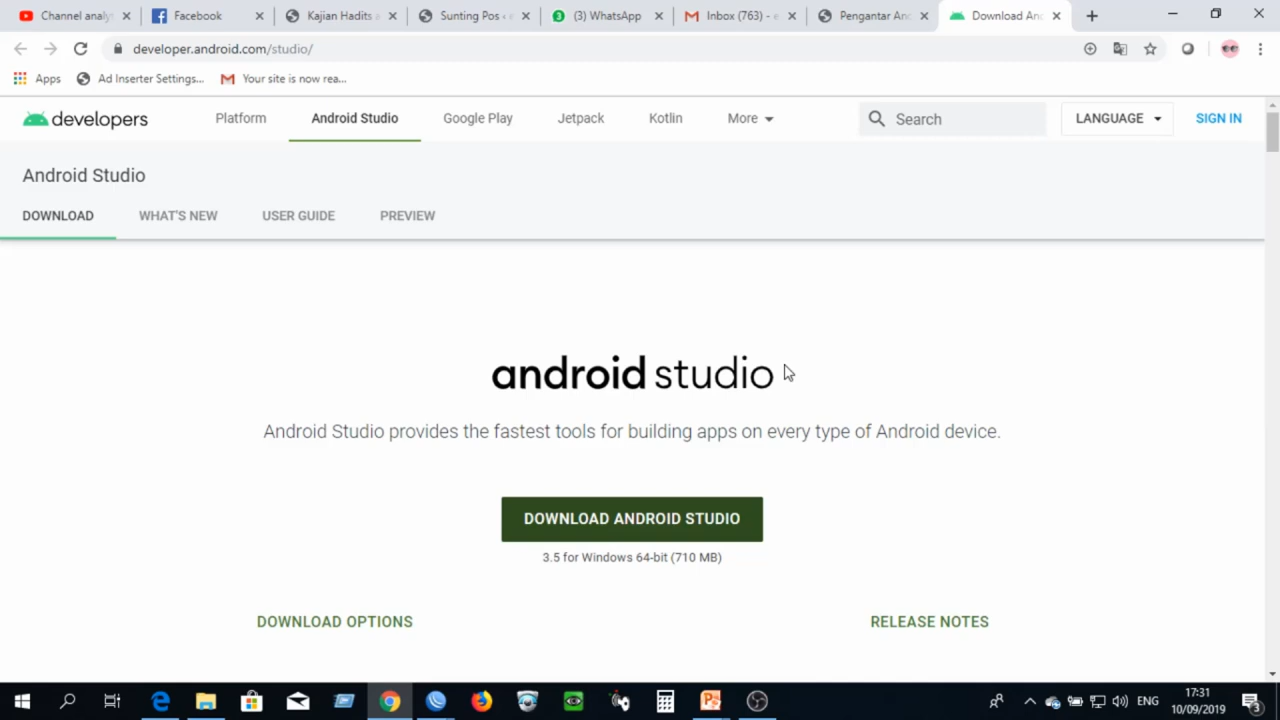 Channel analy
Facebook
Kajian Hadits a
Sunting Pos ‹ e
(3) WhatsApp
Inbox (763) - e
Pengantar And
Download Anc
developer.android.com/studio/
Apps
Ad Inserter Settings...
Your site is now rea...
developers
Platform
Android Studio
Google Play
Jetpack
Kotlin
More
Search
LANGUAGE
SIGN IN
Android Studio
DOWNLOAD
WHAT'S NEW
USER GUIDE
PREVIEW
android studio
Android Studio provides the fastest tools for building apps on every type of Android device.
DOWNLOAD ANDROID STUDIO
3.5 for Windows 64-bit (710 MB)
DOWNLOAD OPTIONS
RELEASE NOTES
ENG
17:31
10/09/2019
3